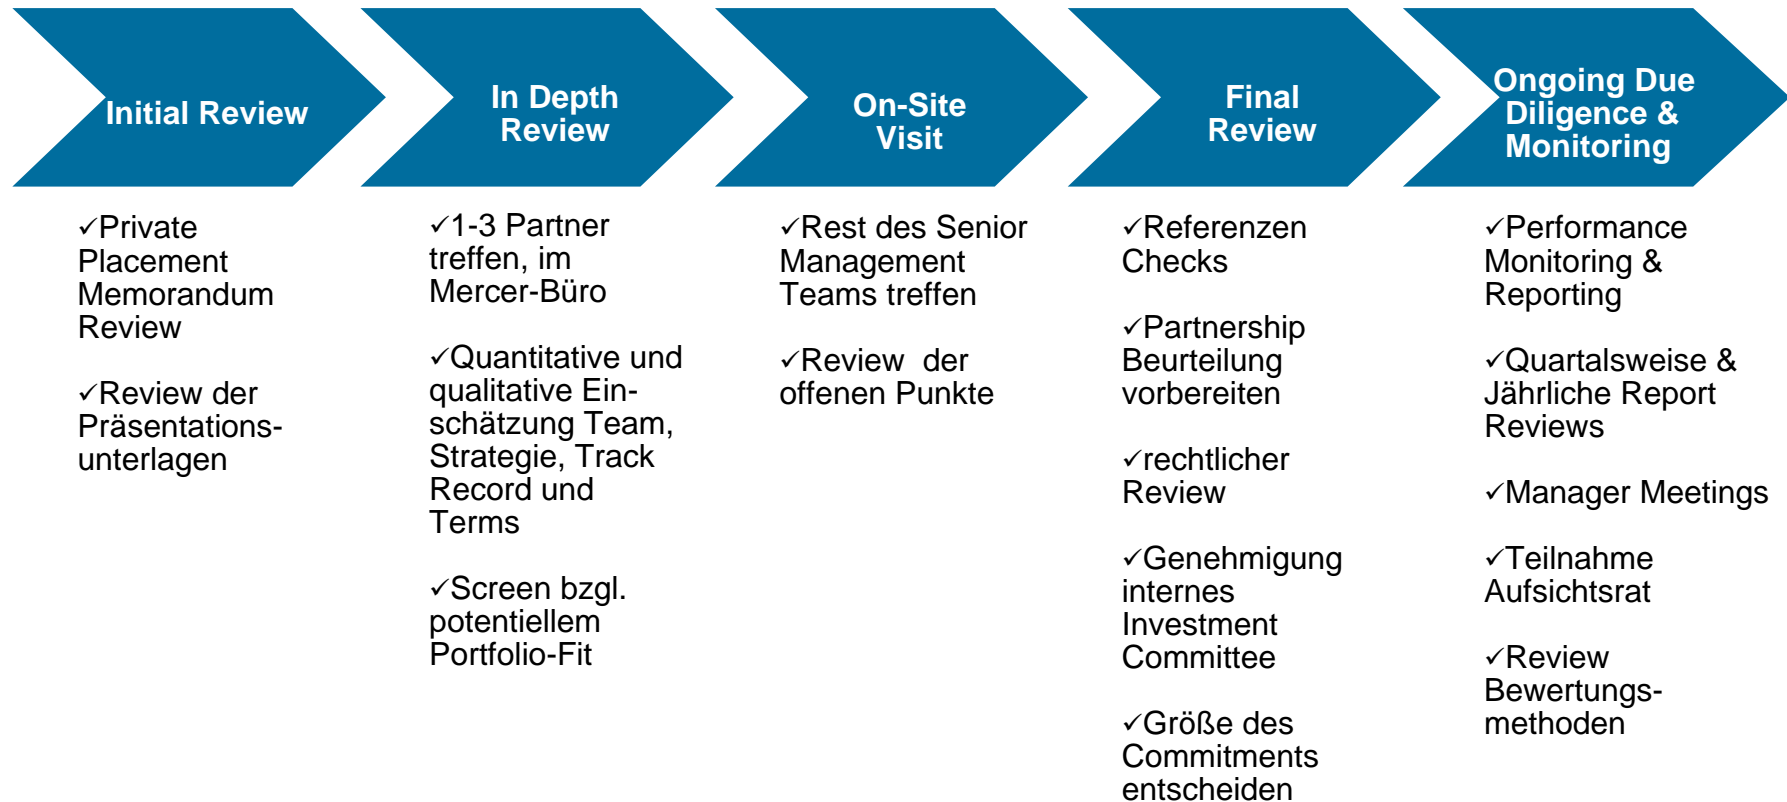 Initial Review
In Depth
Review
On-Site
Visit
Final
Review
Ongoing Due
Diligence &
Monitoring
✓Private
Placement
Memorandum
Review
✓Review der
Präsentations-
unterlagen
✓1-3 Partner
treffen, im
Mercer-Büro
✓Quantitative und
qualitative Ein-
schätzung Team,
Strategie, Track
Record und
Terms
✓Screen bzgl.
potentiellem
Portfolio-Fit
✓Rest des Senior
Management
Teams treffen
✓Review der
offenen Punkte
✓Referenzen
Checks
✓Partnership
Beurteilung
vorbereiten
✓rechtlicher
Review
✓Genehmigung
internes
Investment
Committee
✓Größe des
Commitments
entscheiden
✓Performance
Monitoring &
Reporting
✓Quartalsweise &
Jährliche Report
Reviews
✓Manager Meetings
✓Teilnahme
Aufsichtsrat
✓Review
Bewertungs-
methoden